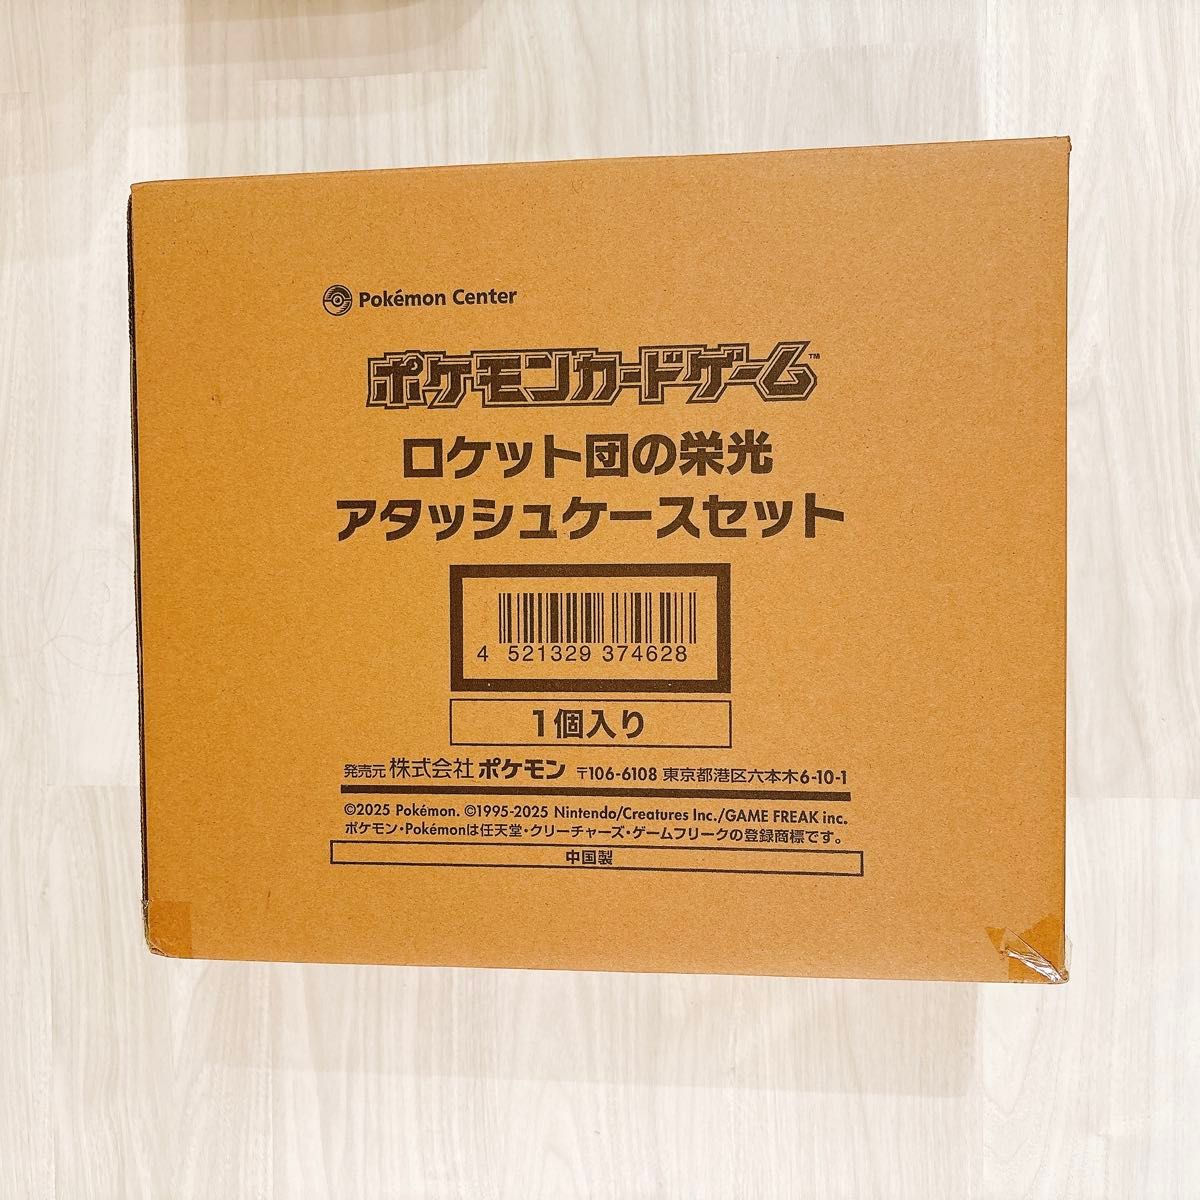 Pokémon Center
ポケモンカードゲーム™
ロケット団の栄光
アタッシュケースセット
4 521329 374628
1個入り
発売元 株式会社 ポケモン 〒106-6108 東京都港区六本木6-10-1
©2025 Pokémon. ©1995-2025 Nintendo/Creatures Inc./GAME FREAK inc.
ポケモン・Pokémonは任天堂・クリーチャーズ・ゲームフリークの登録商標です。
中国製